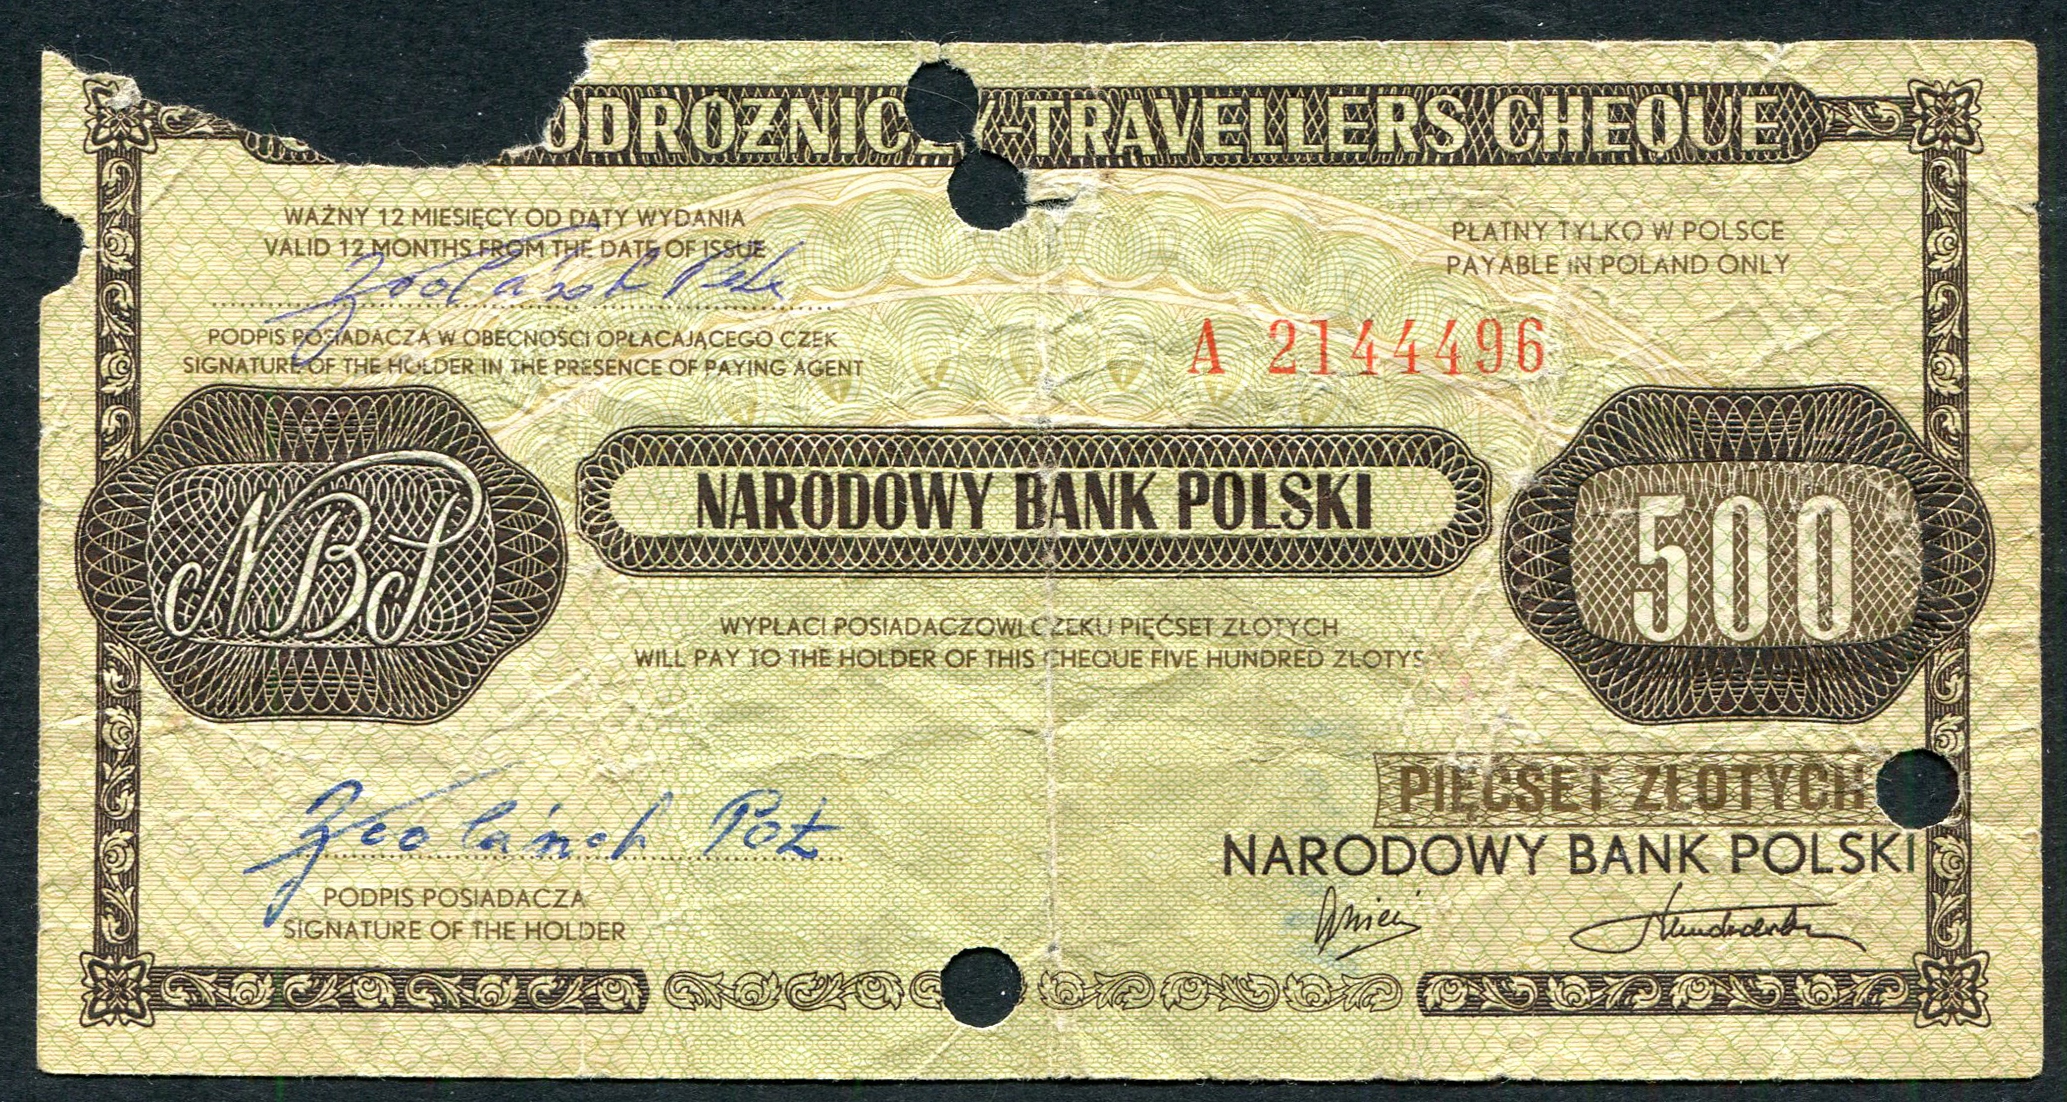 ODRÓŻNIC Y-TRAVELLERS CHEQUE
WAŻNY 12 MIESIĘCY OD DATY WYDANIA
VALID 12 MONTHS FROM THE DATE OF ISSUE
PŁATNY TYLKO W POLSCE
PAYABLE IN POLAND ONLY
PODPIS POSIADACZA W OBECNOŚCI OPŁACAJĄCEGO CZEK
SIGNATURE OF THE HOLDER IN THE PRESENCE OF PAYING AGENT
A 2144496
NBP
NARODOWY BANK POLSKI
500
WYPŁACI POSIADACZOWI CZEKU PIĘĆSET ZŁOTYCH
WILL PAY TO THE HOLDER OF THIS CHEQUE FIVE HUNDRED ZLOTYS
PIĘĆSET ZŁOTYCH
NARODOWY BANK POLSKI
PODPIS POSIADACZA
SIGNATURE OF THE HOLDER